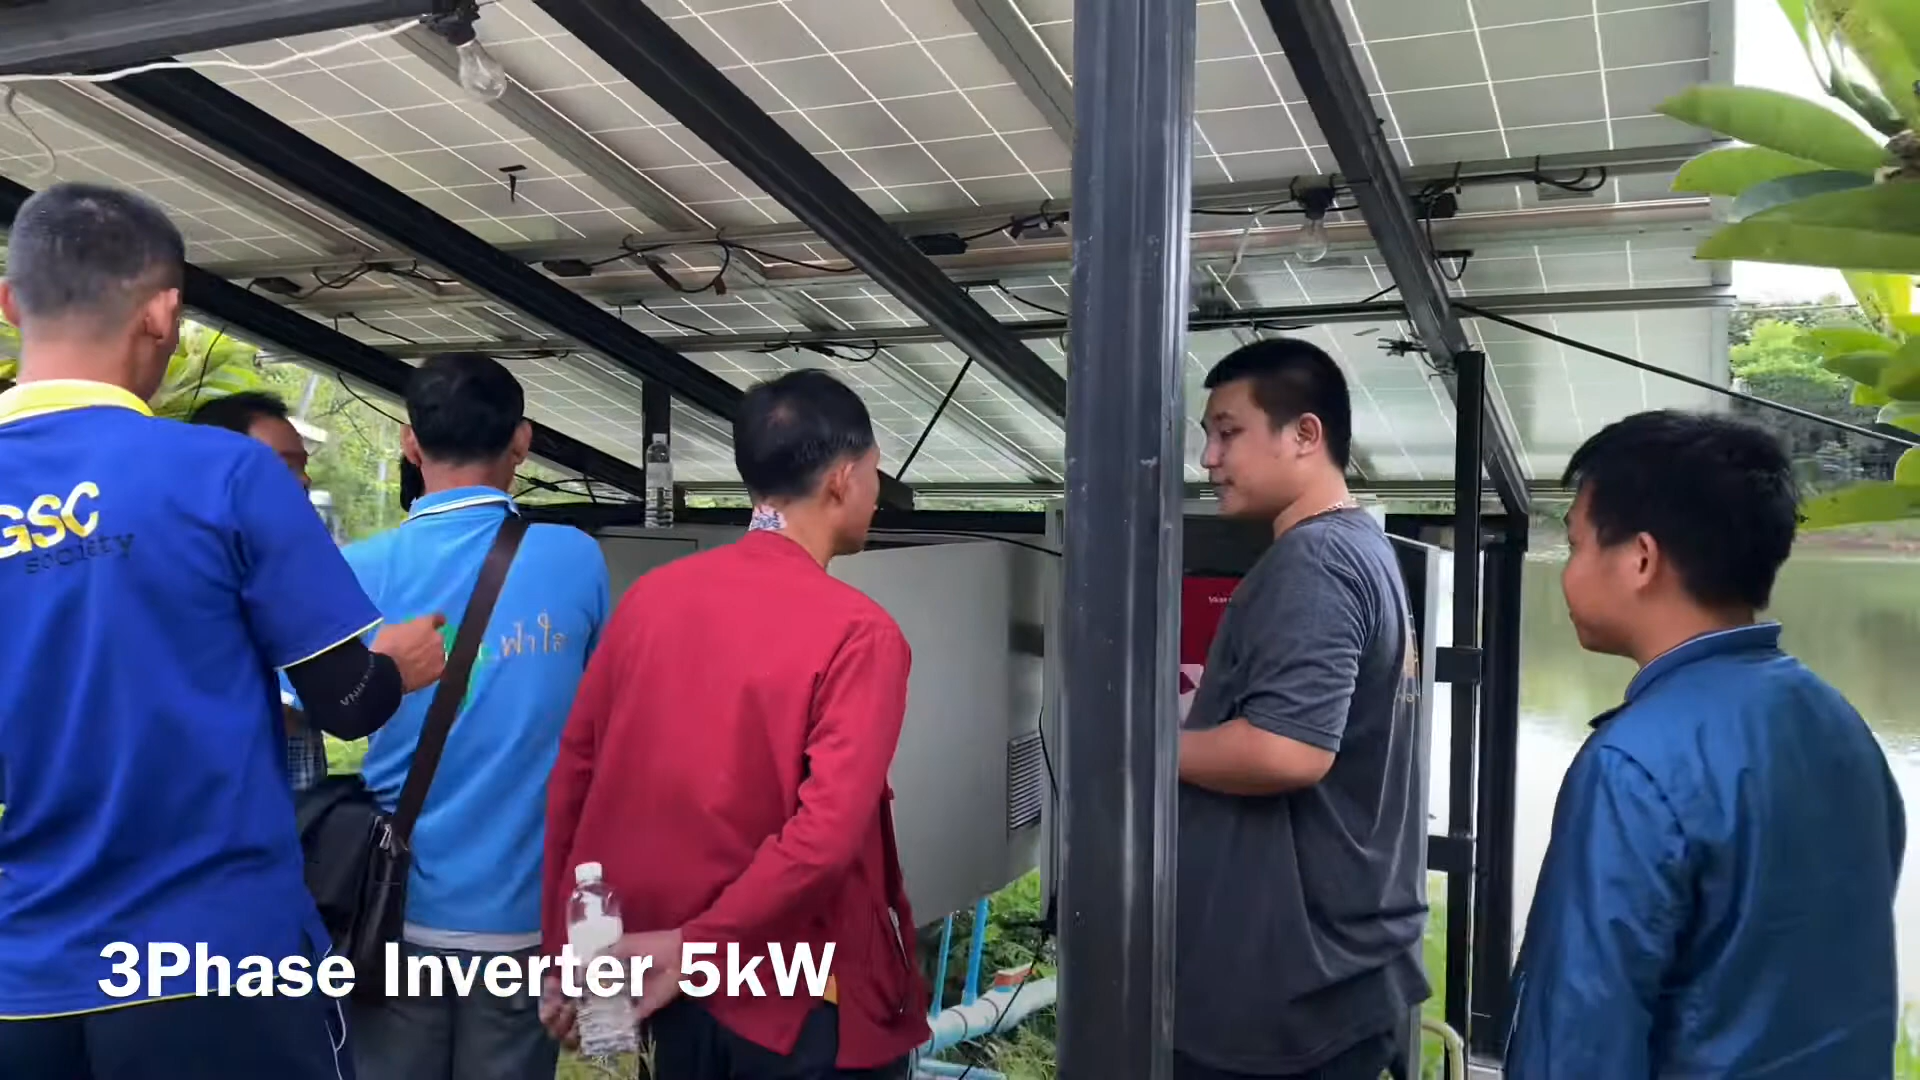 GSC
society
ฟ้าใส
3Phase Inverter 5kW